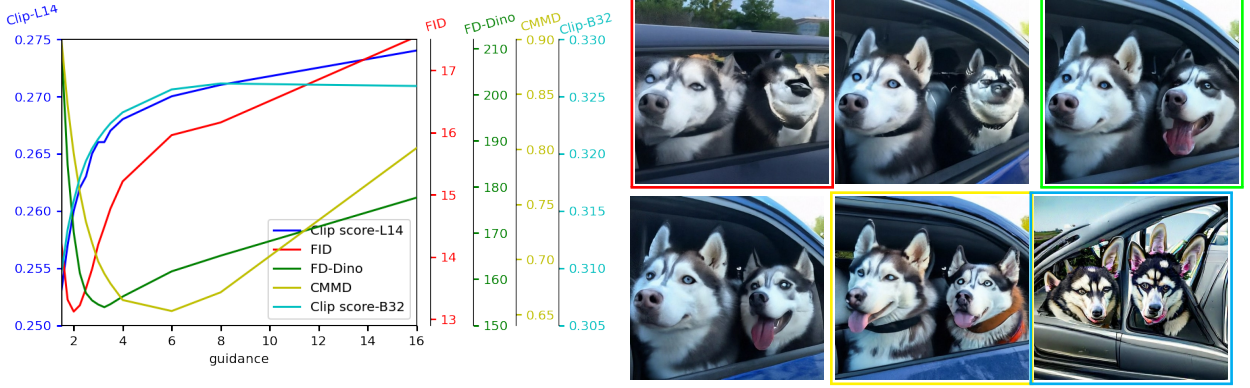 Clip-L14
FID
FD-Dino
CMMD
Clip-B32
0.275
0.270
0.265
0.260
0.255
0.250
17
16
15
14
13
210
200
190
180
170
160
150
0.90
0.85
0.80
0.75
0.70
0.65
0.330
0.325
0.320
0.315
0.310
0.305
Clip score-L14
FID
FD-Dino
CMMD
Clip score-B32
2 4 6 8 10 12 14 16
guidance